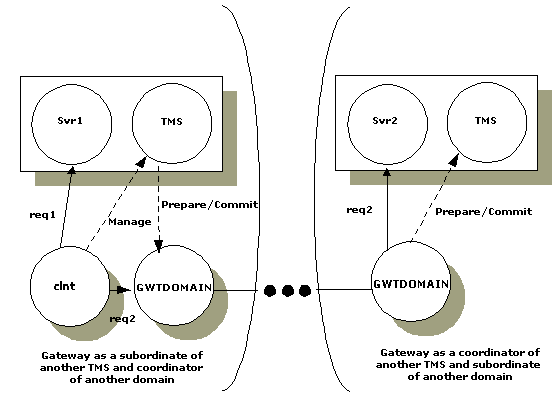 Svr1
TMS
Svr2
TMS
req1
Manage
Prepare/Commit
req2
Prepare/Commit
clnt
GWTDOMAIN
GWTDOMAIN
req2
Gateway as a subordinate of
another TMS and coordinator
of another domain
Gateway as a coordinator of
another TMS and subordinate
of another domain